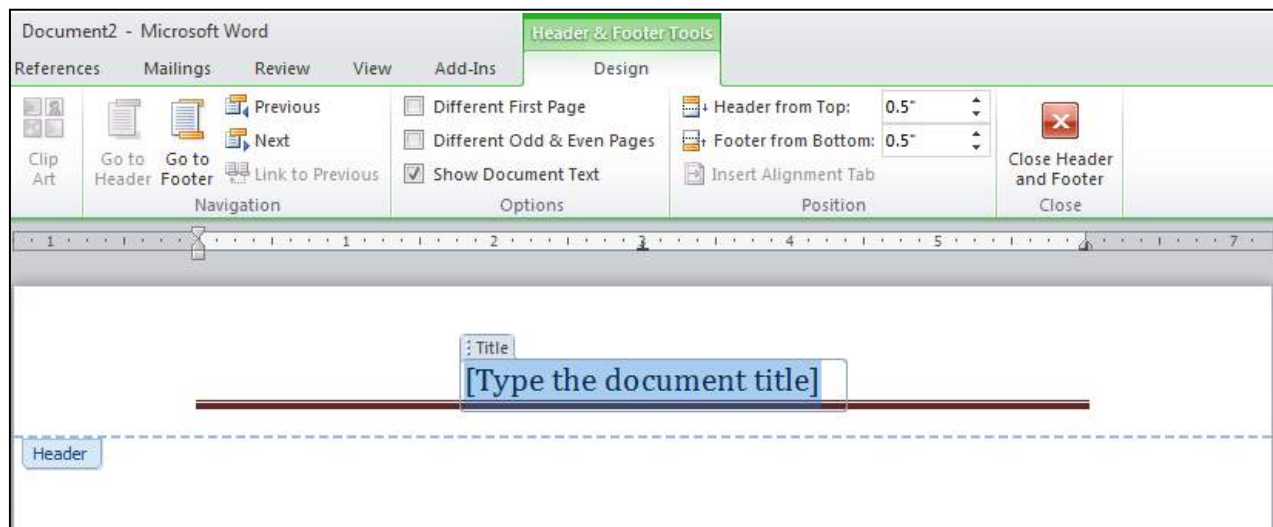 Document2 - Microsoft Word
Header & Footer Tools
References Mailings Review View Add-Ins Design
Clip Art
Go to Header
Go to Footer
Previous
Next
Link to Previous
Navigation
Different First Page
Different Odd & Even Pages
Show Document Text
Options
Header from Top: 0.5"
Footer from Bottom: 0.5"
Insert Alignment Tab
Position
Close Header and Footer
Close
1 1 2 3 4 5 7
Title
[Type the document title]
Header